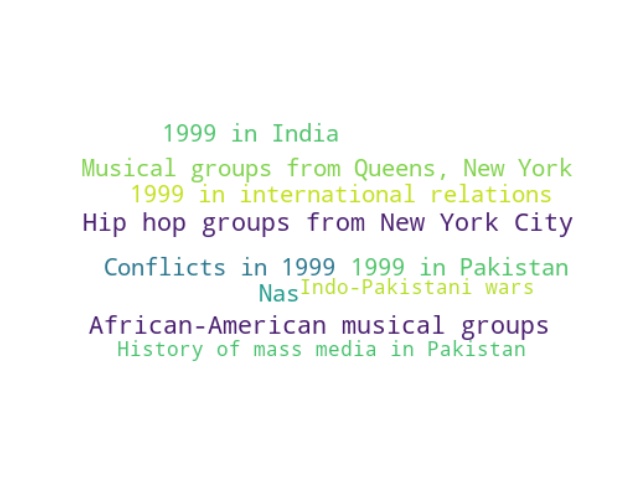 1999 in India
Musical groups from Queens, New York
1999 in international relations
Hip hop groups from New York City
Conflicts in 1999 1999 in Pakistan
Nas Indo-Pakistani wars
African-American musical groups
History of mass media in Pakistan